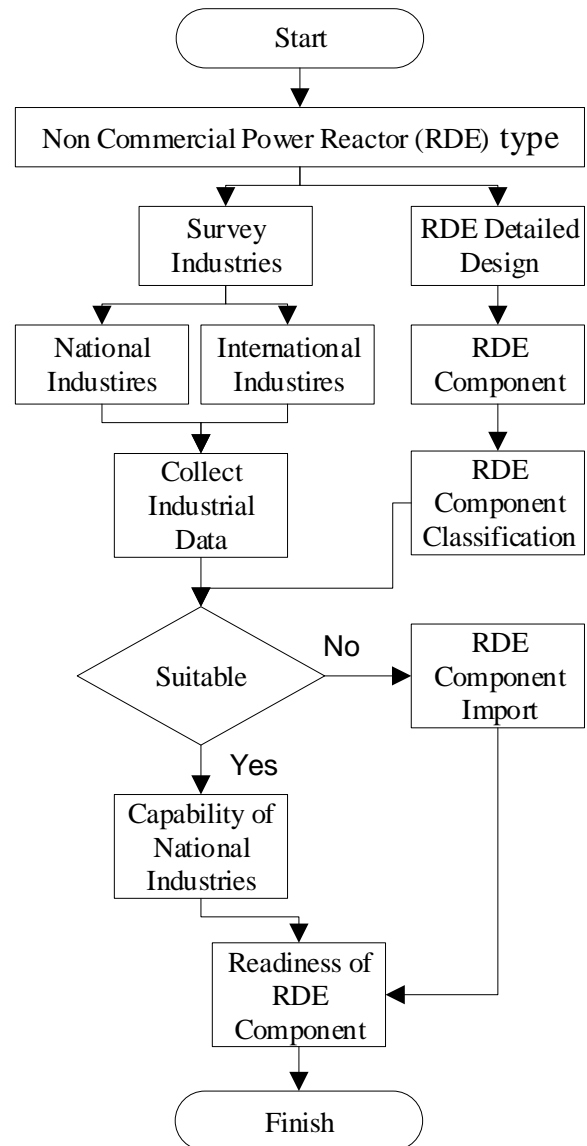 Start
Non Commercial Power Reactor (RDE) type
Survey
Industries
RDE Detailed
Design
National
Industires
International
Industires
RDE
Component
Collect
Industrial
Data
RDE
Component
Classification
Suitable
No
RDE
Component
Import
Yes
Capability of
National
Industries
Readiness of
RDE
Component
Finish